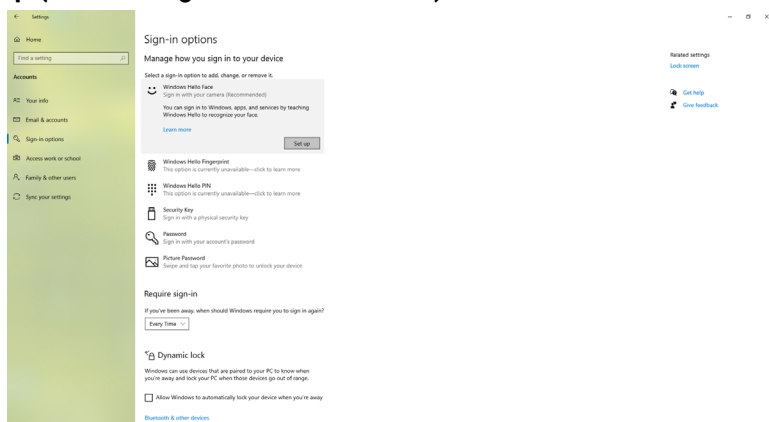 Settings
Home
Find a setting
Accounts
Your info
Email & accounts
Sign-in options
Access work or school
Family & other users
Sync your settings
Sign-in options
Manage how you sign in to your device
Select a sign-in option to add, change, or remove it.
Windows Hello Face
Sign in with your camera (Recommended)
You can sign in to Windows, apps, and services by teaching
Windows Hello to recognize your face.
Learn more
Set up
Windows Hello Fingerprint
This option is currently unavailable—click to learn more
Windows Hello PIN
This option is currently unavailable—click to learn more
Security Key
Sign in with a physical security key
Password
Sign in with your account's password
Picture Password
Swipe and tap your favorite photo to unlock your device
Require sign-in
If you've been away, when should Windows require you to sign in again?
Every Time
Dynamic lock
Windows can use devices that are paired to your PC to know when
you're away and lock your PC when those devices go out of range.
Allow Windows to automatically lock your device when you're away
Bluetooth & other devices
Related settings
Lock screen
Get help
Give feedback